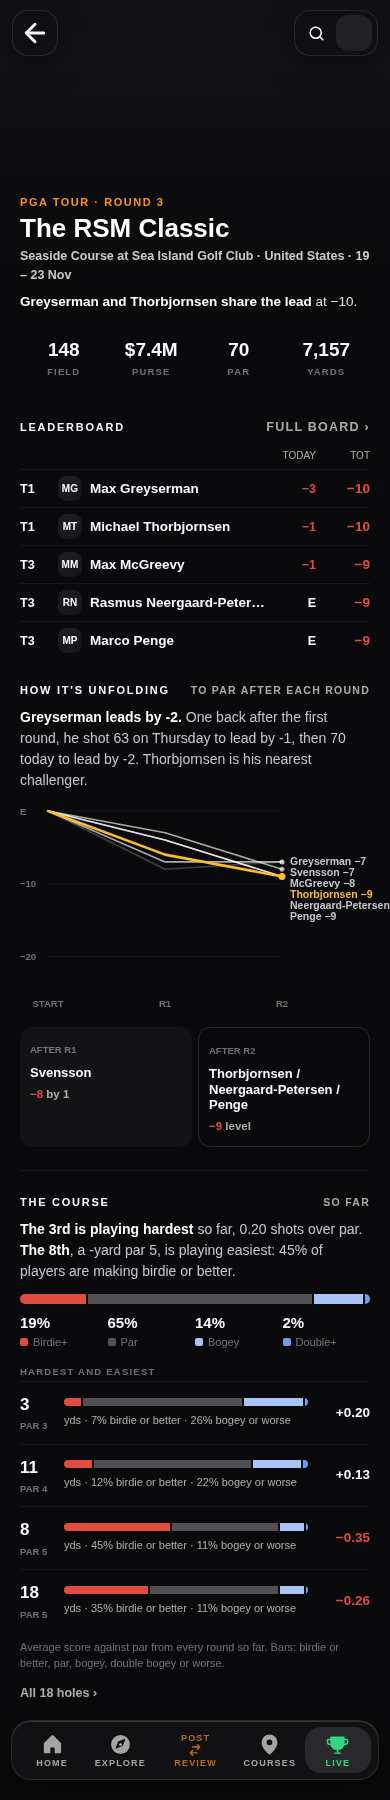 PGA TOUR · ROUND 3
The RSM Classic
Seaside Course at Sea Island Golf Club · United States · 19
– 23 Nov
Greyserman and Thorbjornsen share the lead at −10.
148 $7.4M 70 7,157
FIELD PURSE PAR YARDS
LEADERBOARD FULL BOARD ›
TODAY TOT
T1 MG Max Greyserman −3 −10
T1 MT Michael Thorbjornsen −1 −10
T3 MM Max McGreevy −1 −9
T3 RN Rasmus Neergaard-Peter… E −9
T3 MP Marco Penge E −9
HOW IT'S UNFOLDING TO PAR AFTER EACH ROUND
Greyserman leads by -2. One back after the first
round, he shot 63 on Thursday to lead by -1, then 70
today to lead by -2. Thorbjornsen is his nearest
challenger.
E
−10
−20
Greyserman −7
Svensson −7
McGreevy −8
Thorbjornsen −9
Neergaard-Petersen
Penge −9
START R1 R2
AFTER R1
Svensson
−8 by 1
AFTER R2
Thorbjornsen /
Neergaard-Petersen /
Penge
−9 level
THE COURSE SO FAR
The 3rd is playing hardest so far, 0.20 shots over par.
The 8th, a -yard par 5, is playing easiest: 45% of
players are making birdie or better.
19% 65% 14% 2%
Birdie+ Par Bogey Double+
HARDEST AND EASIEST
3
PAR 3
yds · 7% birdie or better · 26% bogey or worse
+0.20
11
PAR 4
yds · 12% birdie or better · 22% bogey or worse
+0.13
8
PAR 5
yds · 45% birdie or better · 11% bogey or worse
−0.35
18
PAR 5
yds · 35% birdie or better · 11% bogey or worse
−0.26
Average score against par from every round so far. Bars: birdie or
better, par, bogey, double bogey or worse.
All 18 holes ›
HOME EXPLORE POST REVIEW COURSES LIVE